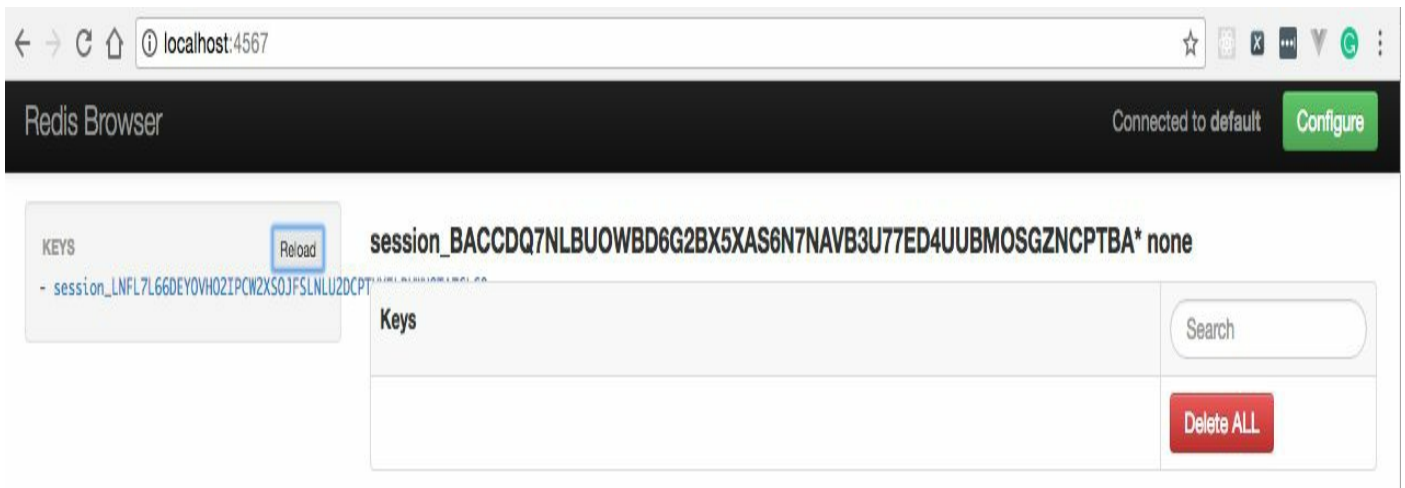 localhost:4567
Redis Browser
Connected to default
Configure
KEYS
Reload
- session_LNFL7L66DEYOVHO2IPCW2XSOJFSLNLU2DCPT
session_BACCDQ7NLBUOWBD6G2BX5XAS6N7NAVB3U77ED4UUBMOSGZNCPTBA* none
Keys
Search
Delete ALL